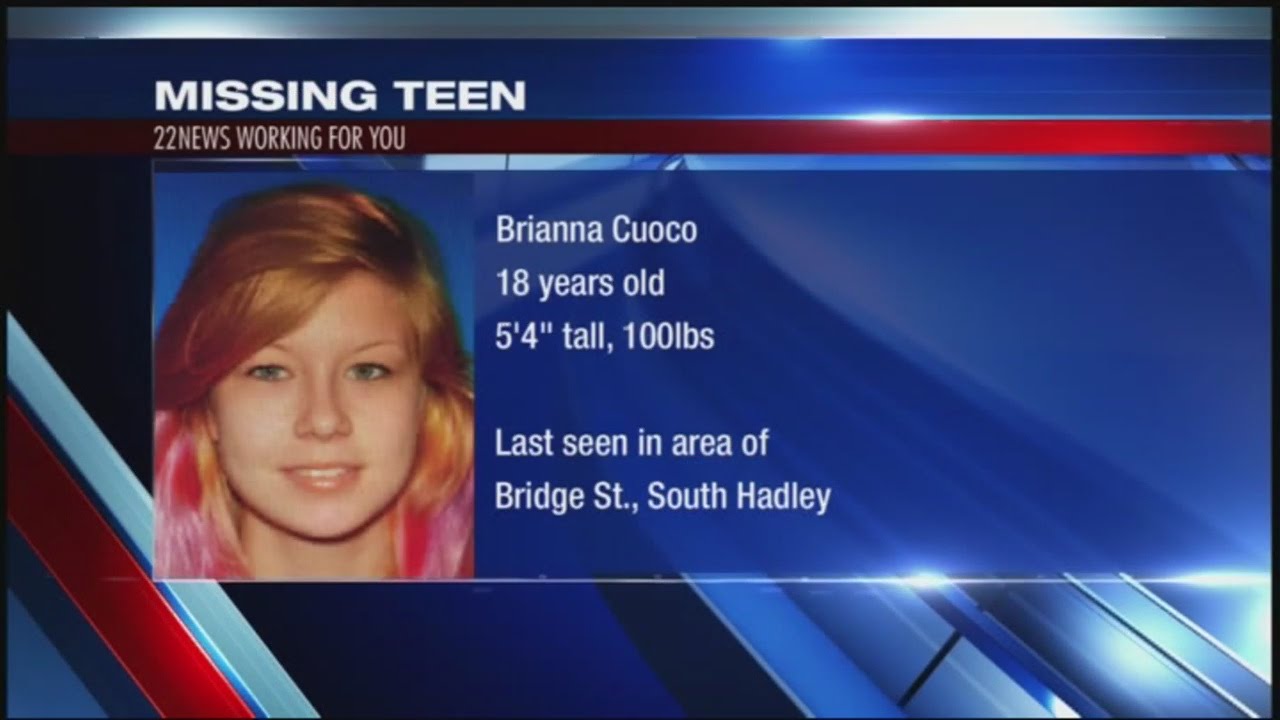 MISSING TEEN
22NEWS WORKING FOR YOU
Brianna Cuoco
18 years old
5'4" tall, 100lbs
Last seen in area of
Bridge St., South Hadley